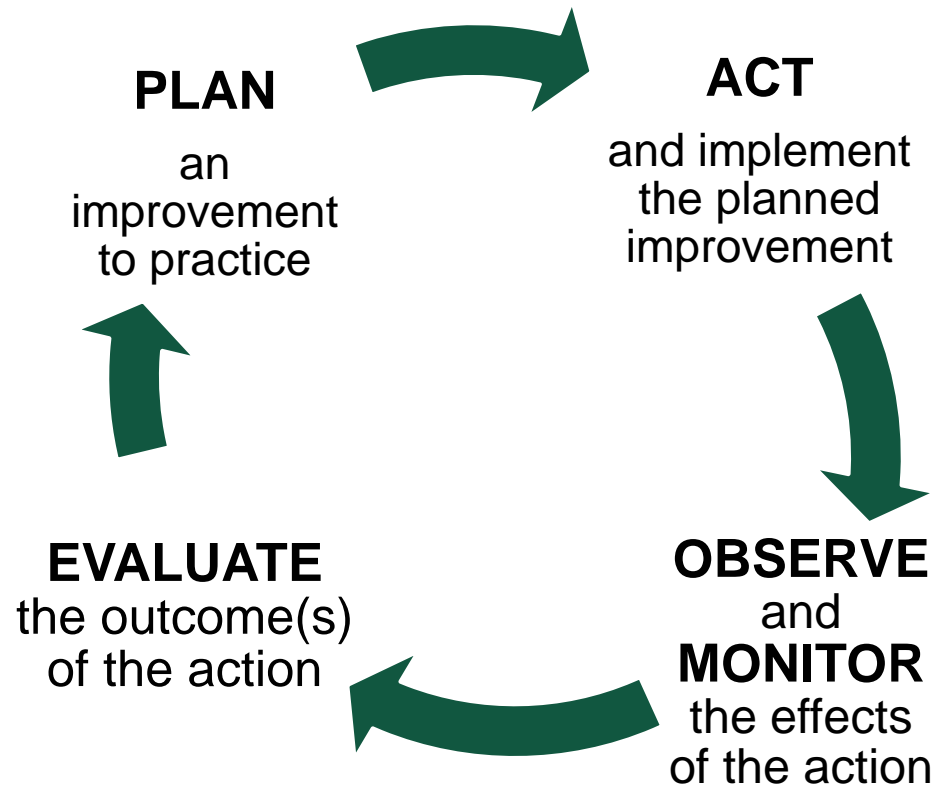 PLAN
an
improvement
to practice
ACT
and implement
the planned
improvement
OBSERVE
and
MONITOR
the effects
of the action
EVALUATE
the outcome(s)
of the action